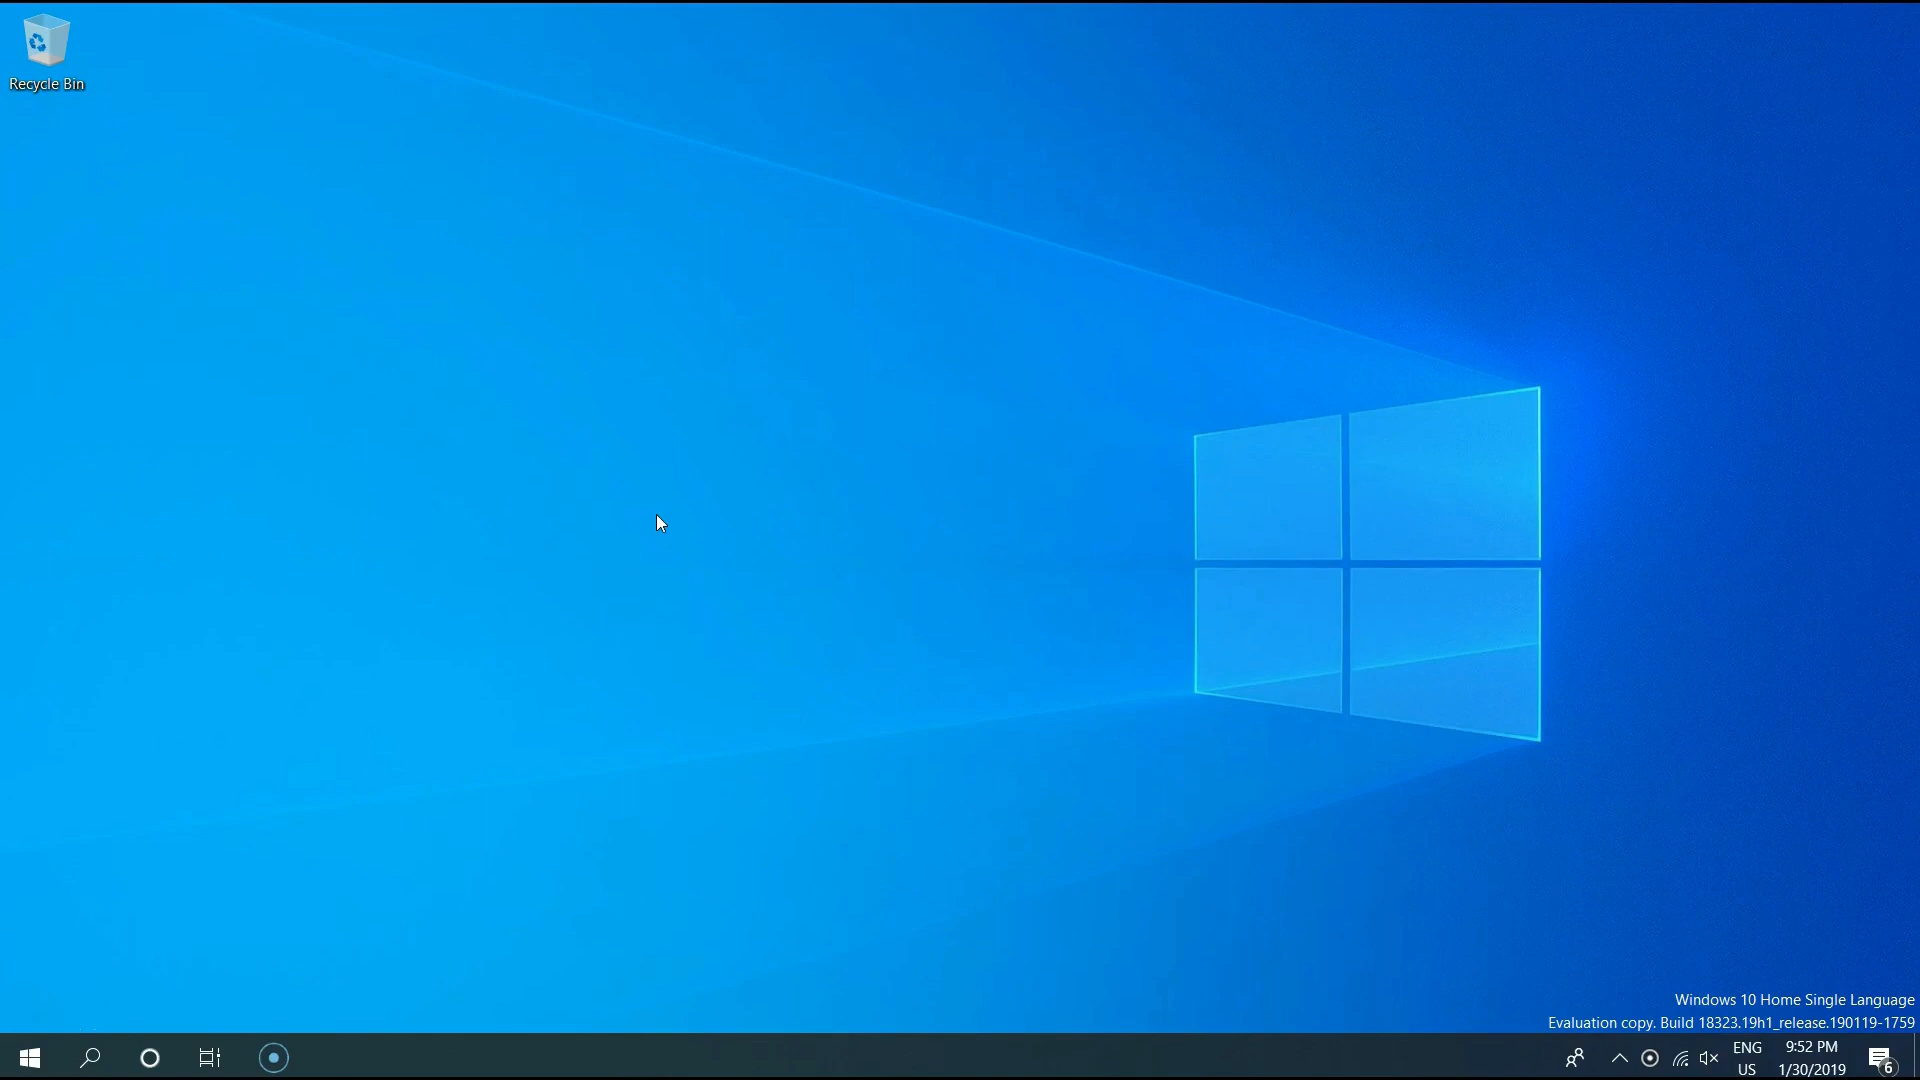 Recycle Bin
Windows 10 Home Single Language
Evaluation copy. Build 18323.19h1_release.190119-1759
ENG
US
9:52 PM
1/30/2019
6